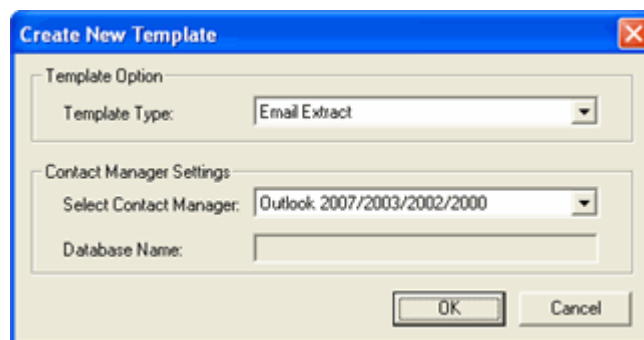 Create New Template
Template Option
Template Type: Email Extract
Contact Manager Settings
Select Contact Manager: Outlook 2007/2003/2002/2000
Database Name:
OK Cancel